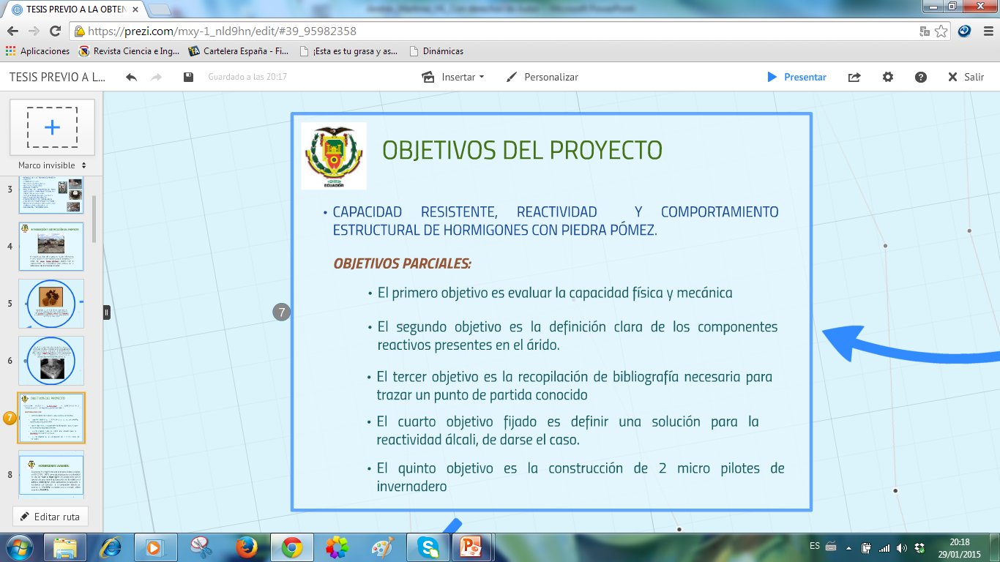 TESIS PREVIO A LA OBTEN
https://prezi.com/mxy-1_nld9hn/edit/#39_95982358
Aplicaciones
Revista Ciencia e Ing...
Cartelera España - Fi...
¡Esta es tu grasa y as...
Dinámicas
TESIS PREVIO A L...
Guardado a las 20:17
Insertar
Personalizar
Presentar
Salir
Marco invisible
3
4
5
6
7
8
Editar ruta
ECUADOR
OBJETIVOS DEL PROYECTO
• CAPACIDAD RESISTENTE, REACTIVIDAD Y COMPORTAMIENTO
ESTRUCTURAL DE HORMIGONES CON PIEDRA PÓMEZ.
OBJETIVOS PARCIALES:
• El primero objetivo es evaluar la capacidad física y mecánica
7
• El segundo objetivo es la definición clara de los componentes
reactivos presentes en el árido.
• El tercer objetivo es la recopilación de bibliografía necesaria para
trazar un punto de partida conocido
• El cuarto objetivo fijado es definir una solución para la
reactividad álcali, de darse el caso.
• El quinto objetivo es la construcción de 2 micro pilotes de
invernadero
ES
20:18
29/01/2015